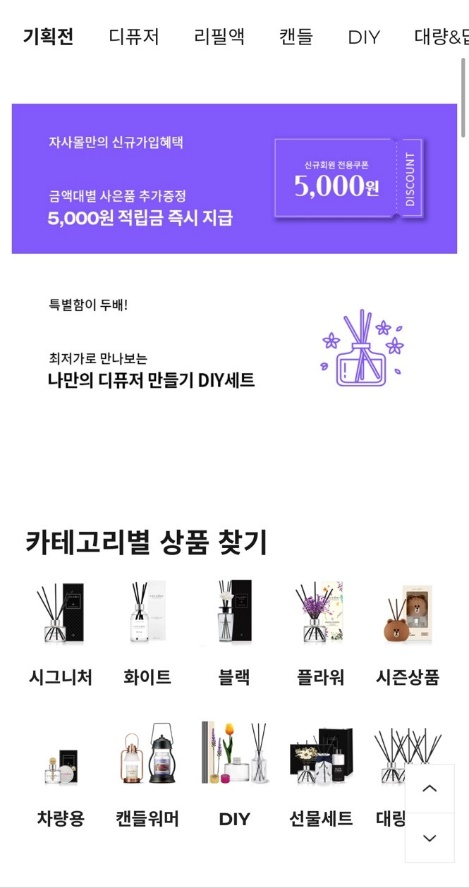 기획전 디퓨저 리필액 캔들 DIY 대량&답
자사몰만의 신규가입혜택
금액대별 사은품 추가증정
5,000원 적립금 즉시 지급
신규회원 전용쿠폰
5,000원
DISCOUNT
특별함이 두배!
최저가로 만나보는
나만의 디퓨저 만들기 DIY세트
카테고리별 상품 찾기
시그니처 화이트 블랙 플라워 시즌상품
차량용 캔들워머 DIY 선물세트 대량